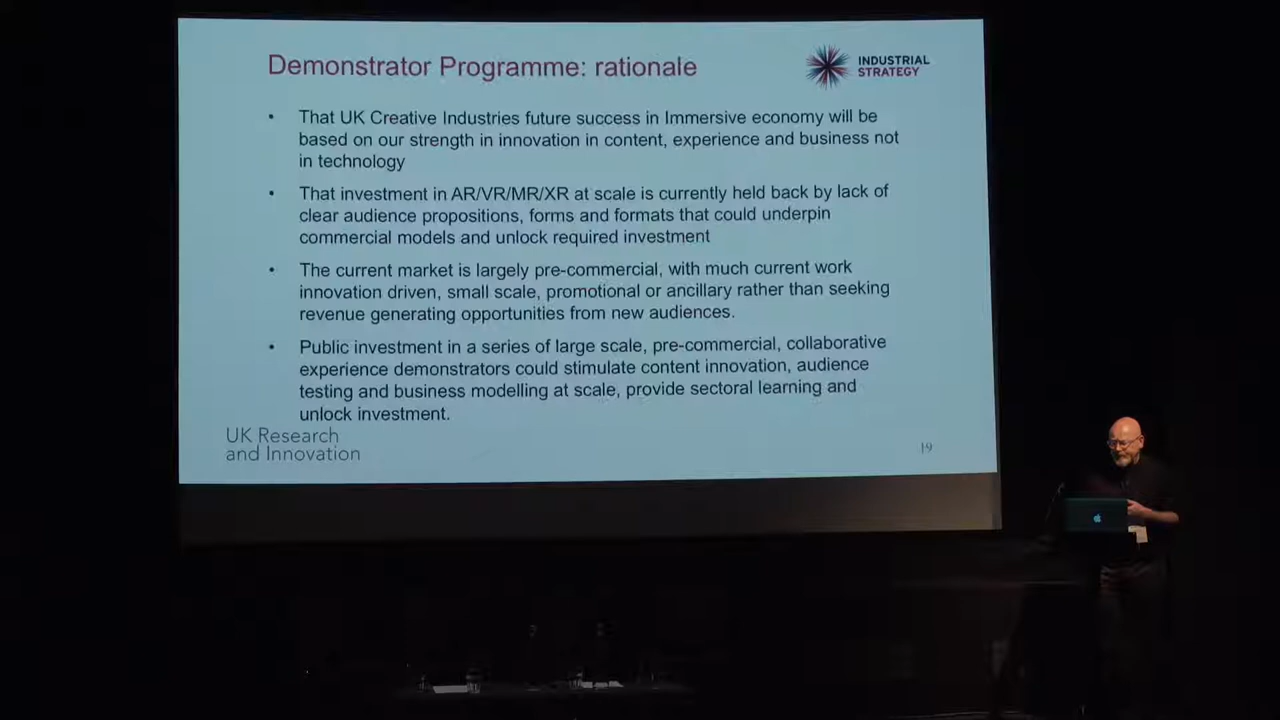 Demonstrator Programme: rationale
INDUSTRIAL
STRATEGY
• That UK Creative Industries future success in Immersive economy will be
based on our strength in innovation in content, experience and business not
in technology
• That investment in AR/VR/MR/XR at scale is currently held back by lack of
clear audience propositions, forms and formats that could underpin
commercial models and unlock required investment
• The current market is largely pre-commercial, with much current work
innovation driven, small scale, promotional or ancillary rather than seeking
revenue generating opportunities from new audiences.
• Public investment in a series of large scale, pre-commercial, collaborative
experience demonstrators could stimulate content innovation, audience
testing and business modelling at scale, provide sectoral learning and
unlock investment.
UK Research
and Innovation
19